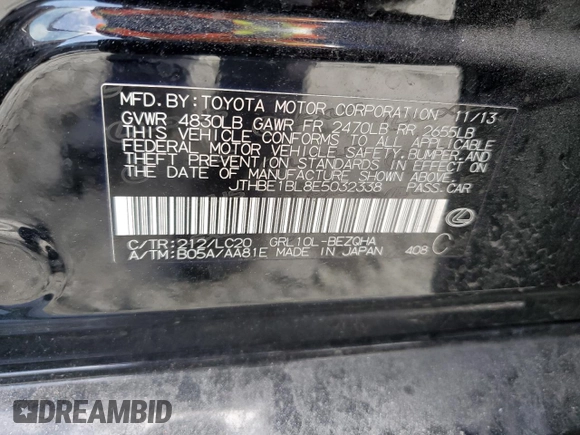 MFD. BY: TOYOTA MOTOR CORPORATION 11/13
GVWR 4830LB GAWR FR 2470LB RR 2655LB
THIS VEHICLE CONFORMS TO ALL APPLICABLE
FEDERAL MOTOR VEHICLE SAFETY, BUMPER, AND
THEFT PREVENTION STANDARDS IN EFFECT ON
THE DATE OF MANUFACTURE SHOWN ABOVE.
JTHBE1BL8E5032338 PASS.CAR
C/TR: 212/LC20 GRL10L-BEZQHA
A/TM: B05A/AA81E MADE IN JAPAN 408 C
DREAMBID